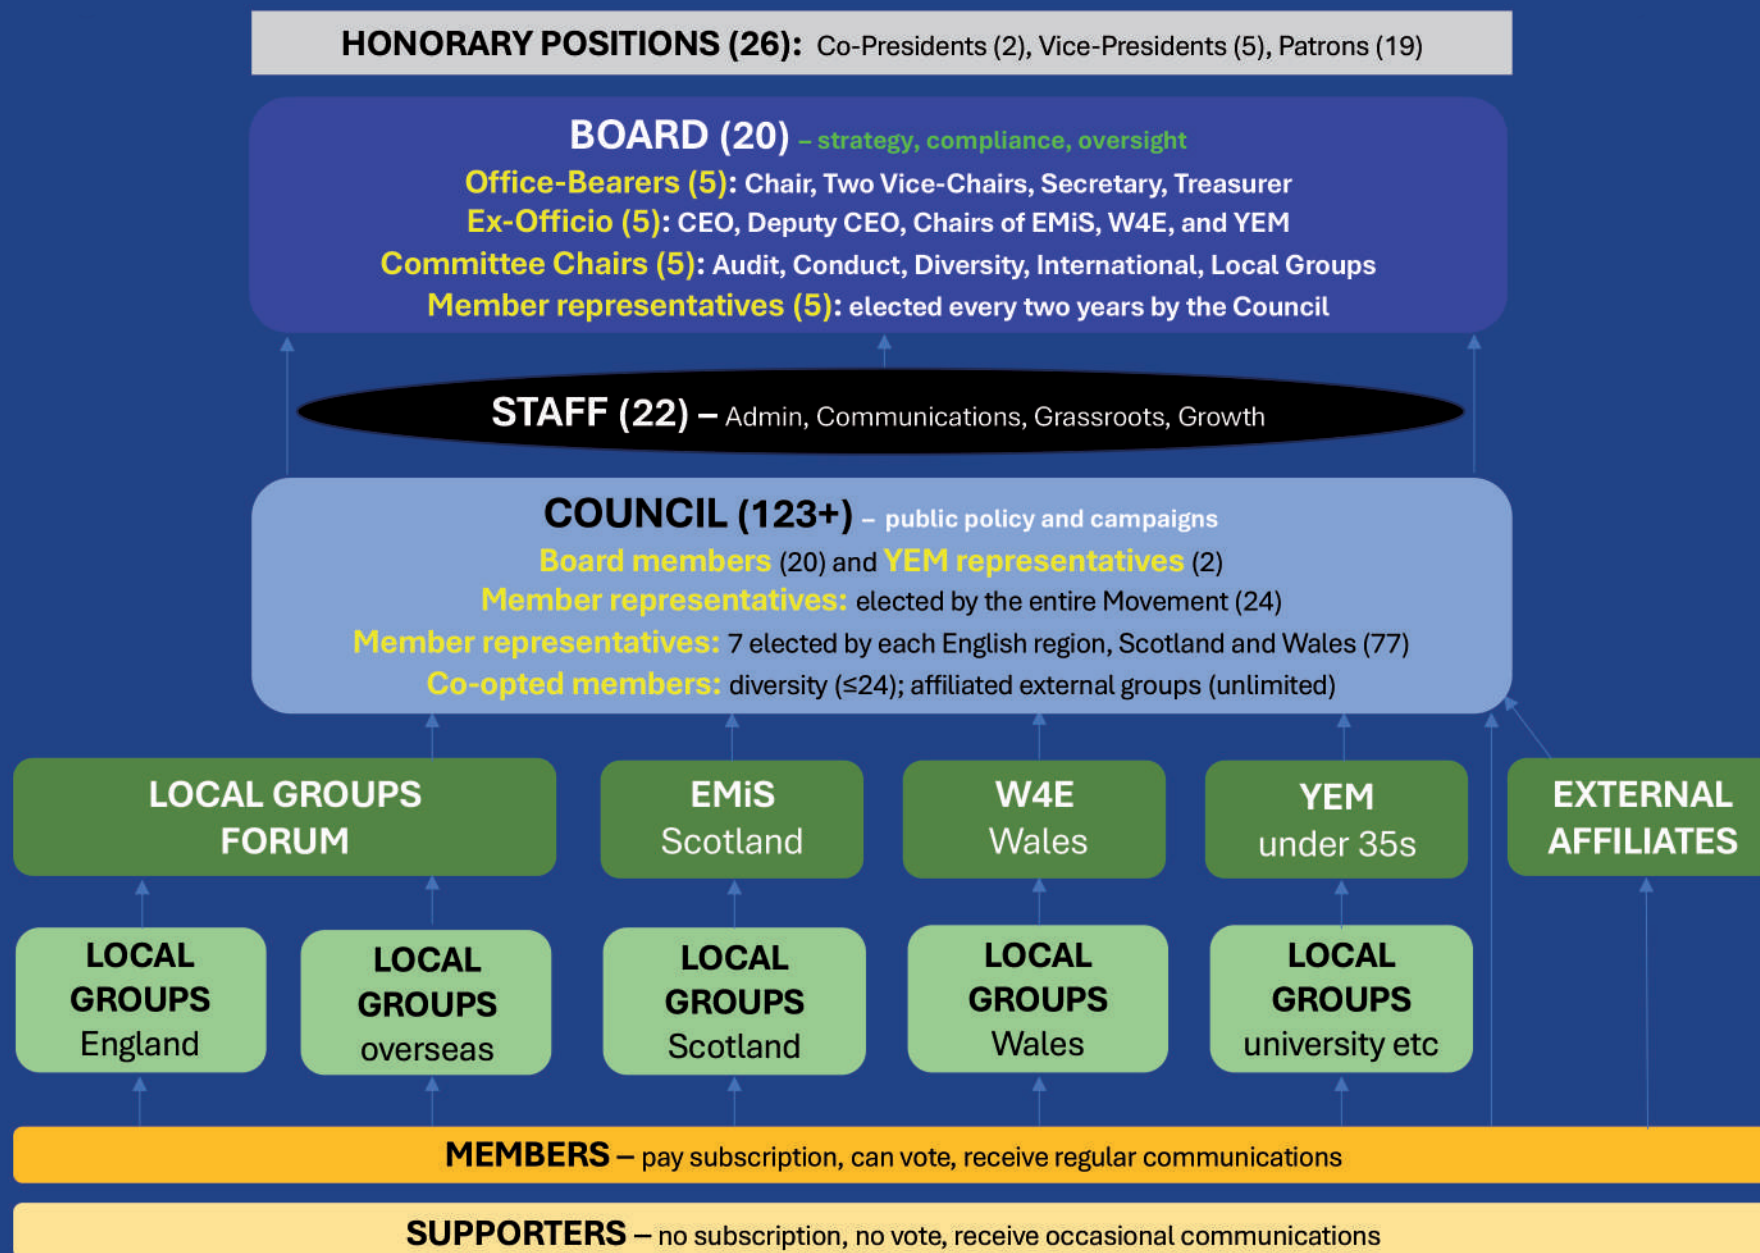 HONORARY POSITIONS (26): Co-Presidents (2), Vice-Presidents (5), Patrons (19)
BOARD (20) – strategy, compliance, oversight
Office-Bearers (5): Chair, Two Vice-Chairs, Secretary, Treasurer
Ex-Officio (5): CEO, Deputy CEO, Chairs of EMiS, W4E, and YEM
Committee Chairs (5): Audit, Conduct, Diversity, International, Local Groups
Member representatives (5): elected every two years by the Council
STAFF (22) – Admin, Communications, Grassroots, Growth
COUNCIL (123+) – public policy and campaigns
Board members (20) and YEM representatives (2)
Member representatives: elected by the entire Movement (24)
Member representatives: 7 elected by each English region, Scotland and Wales (77)
Co-opted members: diversity (≤24); affiliated external groups (unlimited)
LOCAL GROUPS
FORUM
EMiS
Scotland
W4E
Wales
YEM
under 35s
EXTERNAL
AFFILIATES
LOCAL
GROUPS
England
LOCAL
GROUPS
overseas
LOCAL
GROUPS
Scotland
LOCAL
GROUPS
Wales
LOCAL
GROUPS
university etc
MEMBERS – pay subscription, can vote, receive regular communications
SUPPORTERS – no subscription, no vote, receive occasional communications